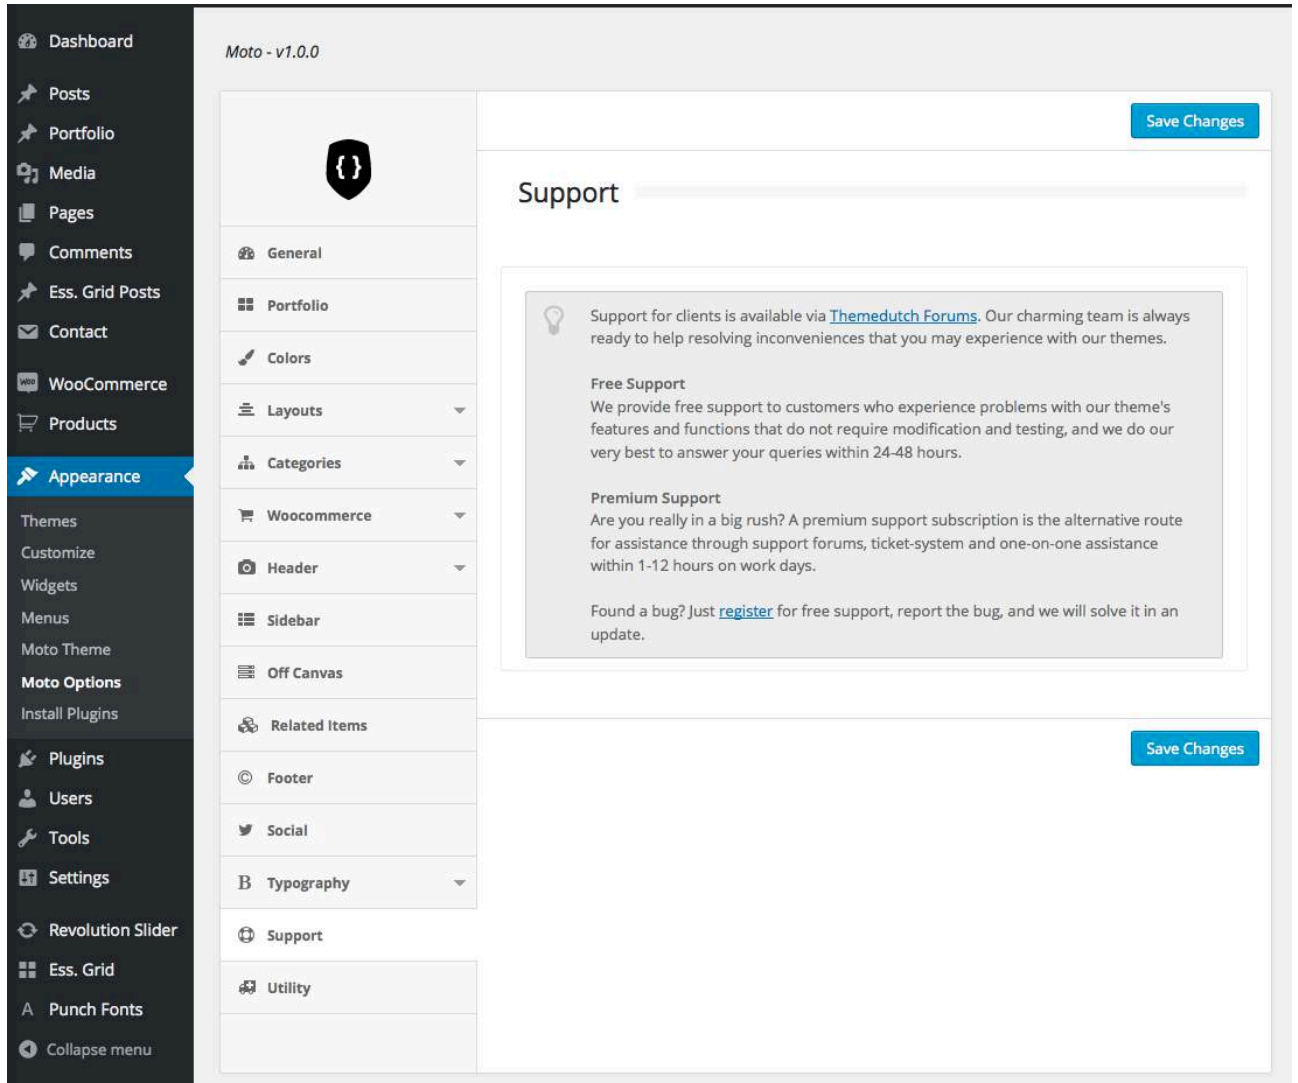 Dashboard
Posts
Portfolio
Media
Pages
Comments
Ess. Grid Posts
Contact
WooCommerce
Products
Appearance
Themes
Customize
Widgets
Menus
Moto Theme
Moto Options
Install Plugins
Plugins
Users
Tools
Settings
Revolution Slider
Ess. Grid
A Punch Fonts
Collapse menu
Moto - v1.0.0
{ }
General
Portfolio
Colors
Layouts
Categories
Woocommerce
Header
Sidebar
Off Canvas
Related Items
© Footer
Social
B Typography
Support
Utility
Save Changes
Support
Support for clients is available via Themedutch Forums. Our charming team is always
ready to help resolving inconveniences that you may experience with our themes.
Free Support
We provide free support to customers who experience problems with our theme's
features and functions that do not require modification and testing, and we do our
very best to answer your queries within 24-48 hours.
Premium Support
Are you really in a big rush? A premium support subscription is the alternative route
for assistance through support forums, ticket-system and one-on-one assistance
within 1-12 hours on work days.
Found a bug? Just register for free support, report the bug, and we will solve it in an
update.
Save Changes